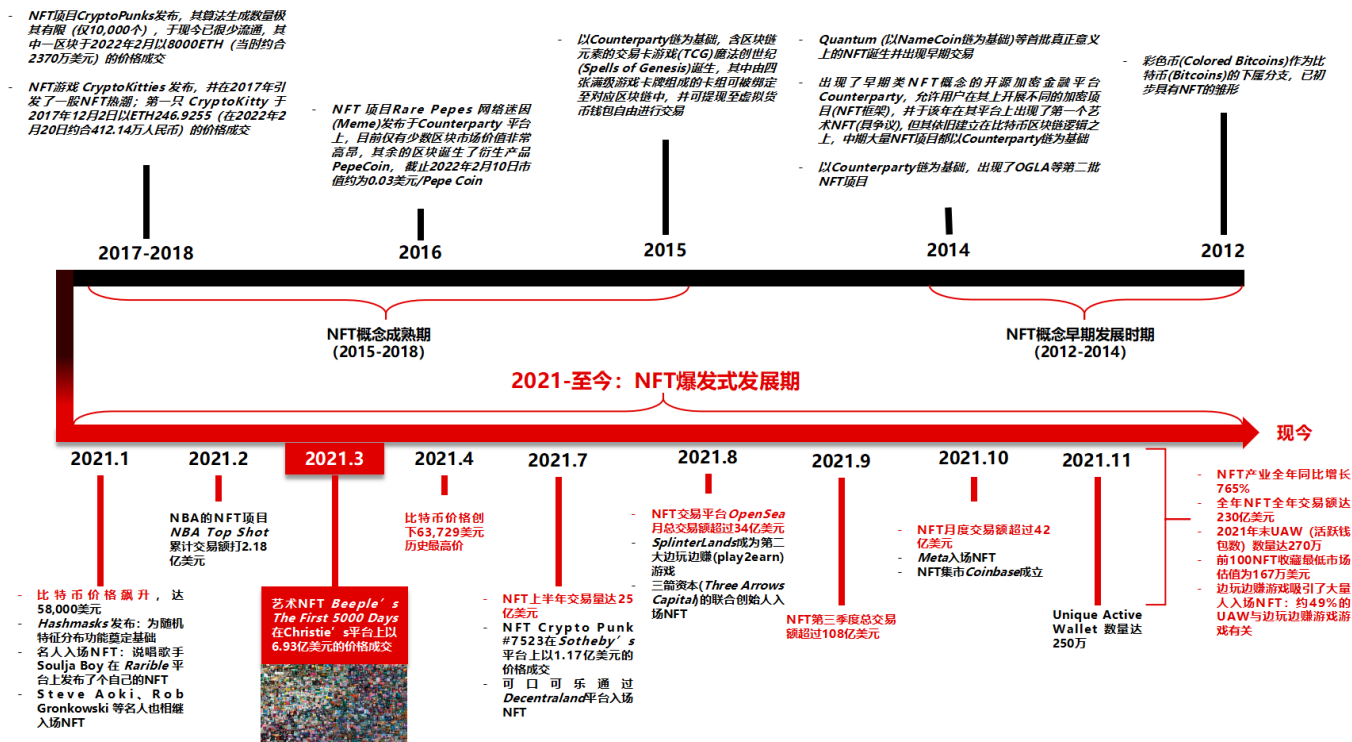 - NFT项目CryptoPunks发布，其算法生成数量极
其有限（仅10,000个），于现今已很少流通，其
中一区块于2022年2月以8000ETH（当时约合
2370万美元）的价格成交
- NFT游戏 CryptoKitties 发布，并在2017年引
发了一股NFT热潮；第一只 CryptoKitty 于
2017年12月2日以ETH246.9255（在2022年2
月20日约合412.14万人民币）的价格成交
- NFT 项目Rare Pepes 网络迷因
(Meme)发布于Counterparty 平台
上，目前仅有少数区块市场价值非常
高昂，其余的区块诞生了衍生产品
PepeCoin， 截止2022年2月10日市
值约为0.03美元/Pepe Coin
- 以Counterparty链为基础，含区块链
元素的交易卡游戏(TCG)魔法创世纪
(Spells of Genesis)诞生，其中由四
张满级游戏卡牌组成的卡组可被绑定
至对应区块链中，并可提现至虚拟货
币钱包自由进行交易
- Quantum (以NameCoin链为基础)等首批真正意义
上的NFT诞生并出现早期交易
- 出现了早期类NFT概念的开源加密金融平台
Counterparty，允许用户在其上开展不同的加密项
目(NFT框架)，并于该年在其平台上出现了第一个艺
术NFT(具争议), 但其依旧建立在比特币区块链逻辑之
上，中期大量NFT项目都以Counterparty链为基础
- 以Counterparty链为基础，出现了OGLA等第二批
NFT项目
- 彩色币(Colored Bitcoins)作为比
特币(Bitcoins)的下属分支，已初
步具有NFT的雏形
2017-2018
2016
2015
2014
2012
NFT概念成熟期
（2015-2018）
NFT概念早期发展时期
（2012-2014）
2021-至今：NFT爆发式发展期
现今
2021.1
2021.2
2021.3
2021.4
2021.7
2021.8
2021.9
2021.10
2021.11
- 比特币价格飙升，达
58,000美元
- Hashmasks发布：为随机
特征分布功能奠定基础
- 名人入场NFT：说唱歌手
Soulja Boy 在 Rarible 平
台上发布了个自己的NFT
- Steve Aoki、Rob
Gronkowski 等名人也相继
入场NFT
NBA的NFT项目
NBA Top Shot
累计交易额打2.18
亿美元
艺术NFT Beeple’s
The First 5000 Days
在Christie’s平台上以
6.93亿美元的价格成交
比特币价格创
下63,729美元
历史最高价
- NFT上半年交易量达25
亿美元
- NFT Crypto Punk
#7523在Sotheby’s
平台上以1.17亿美元的
价格成交
- 可口可乐通过
Decentraland平台入场
NFT
- NFT交易平台OpenSea
月总交易额超过34亿美元
- SplinterLands成为第二
大边玩边赚(play2earn)
游戏
- 三箭资本(Three Arrows
Capital)的联合创始人入
场NFT
NFT第三季度总交易
额超过108亿美元
- NFT月度交易额超过42
亿美元
- Meta入场NFT
- NFT集市Coinbase成立
Unique Active
Wallet 数量达
250万
- NFT产业全年同比增长
765%
- 全年NFT全年交易额达
230亿美元
- 2021年末UAW（活跃钱
包数）数量达270万
- 前100NFT收藏最低市场
估值为167万美元
- 边玩边赚游戏吸引了大量
人入场NFT：约49%的
UAW与边玩边赚游戏游
戏有关